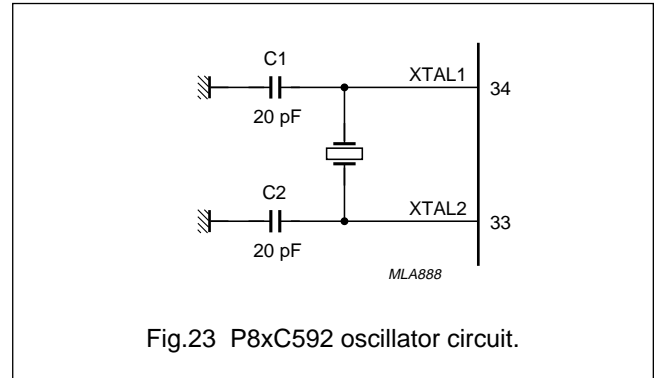 C1
XTAL1
34
20 pF
C2
XTAL2
33
20 pF
MLA888
Fig.23 P8xC592 oscillator circuit.